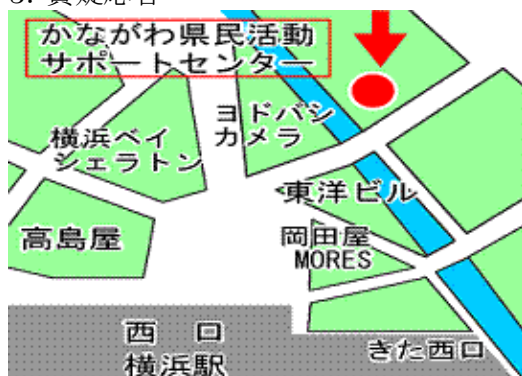 かながわ県民活動
サポートセンター
ヨドバシ
カメラ
横浜ベイ
シェラトン
東洋ビル
高島屋
岡田屋
MORES
西 口
横浜駅
きた西口